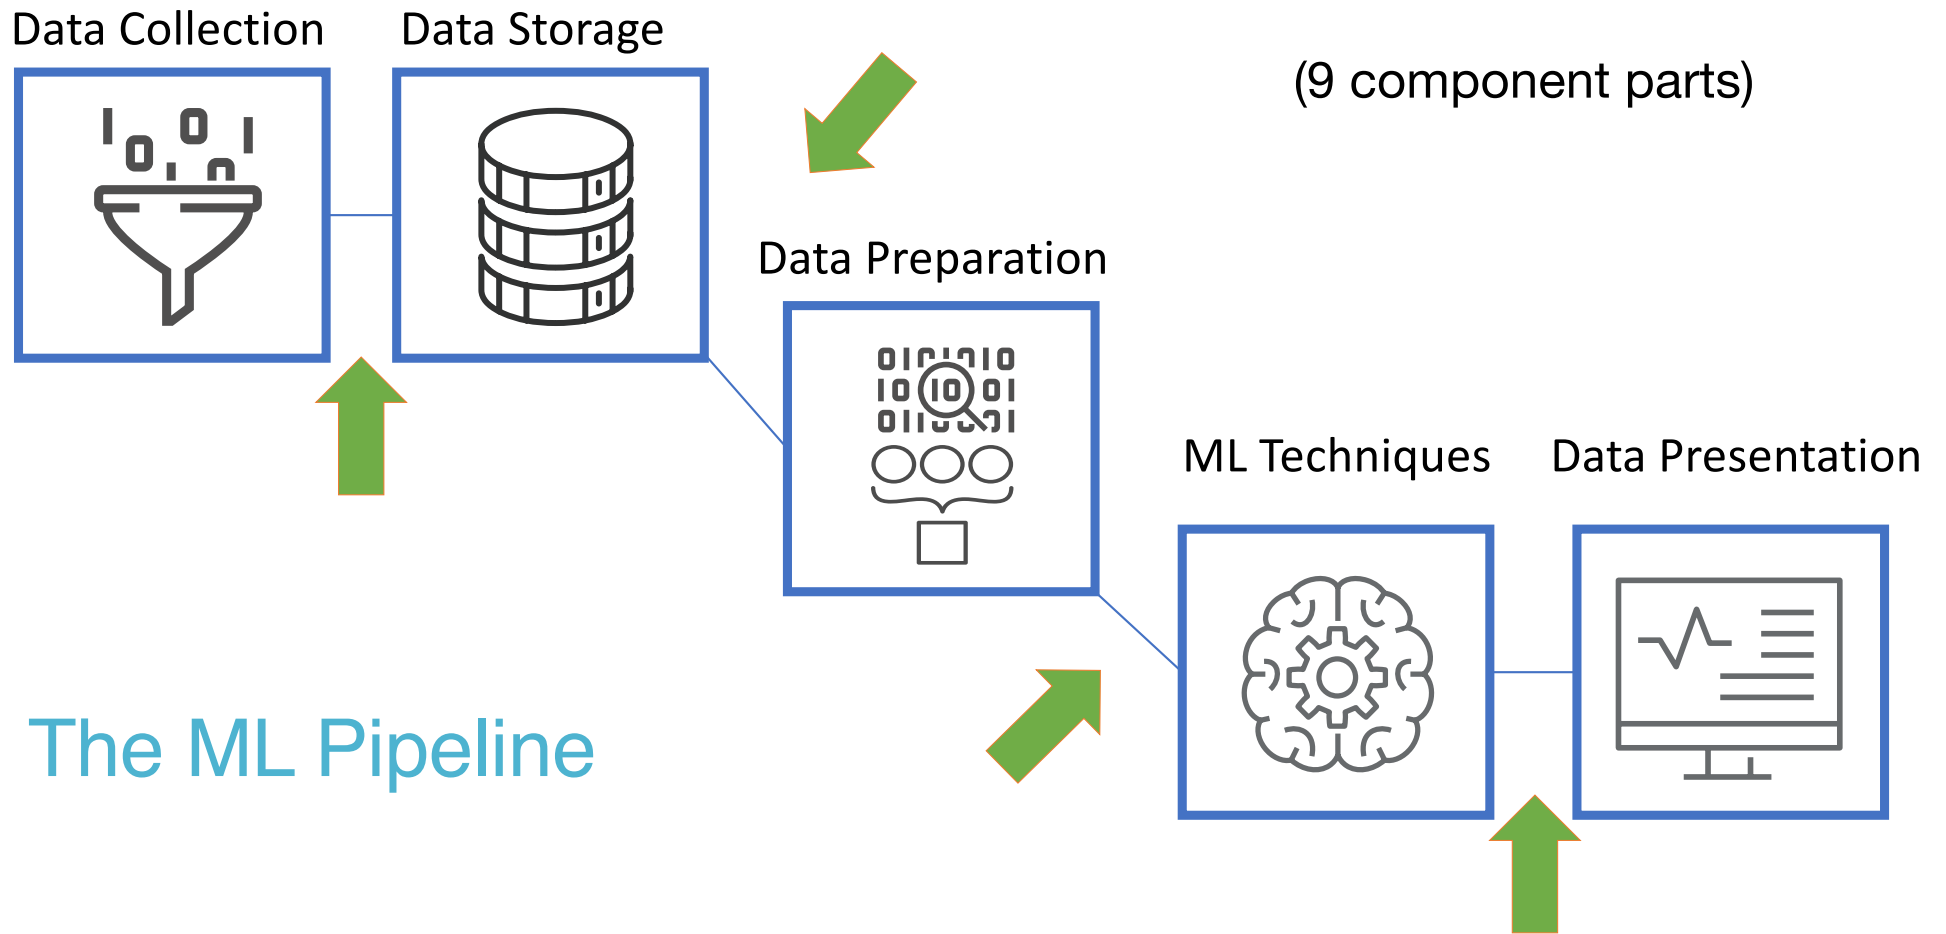 Data Collection
Data Storage
(9 component parts)
Data Preparation
ML Techniques
Data Presentation
The ML Pipeline